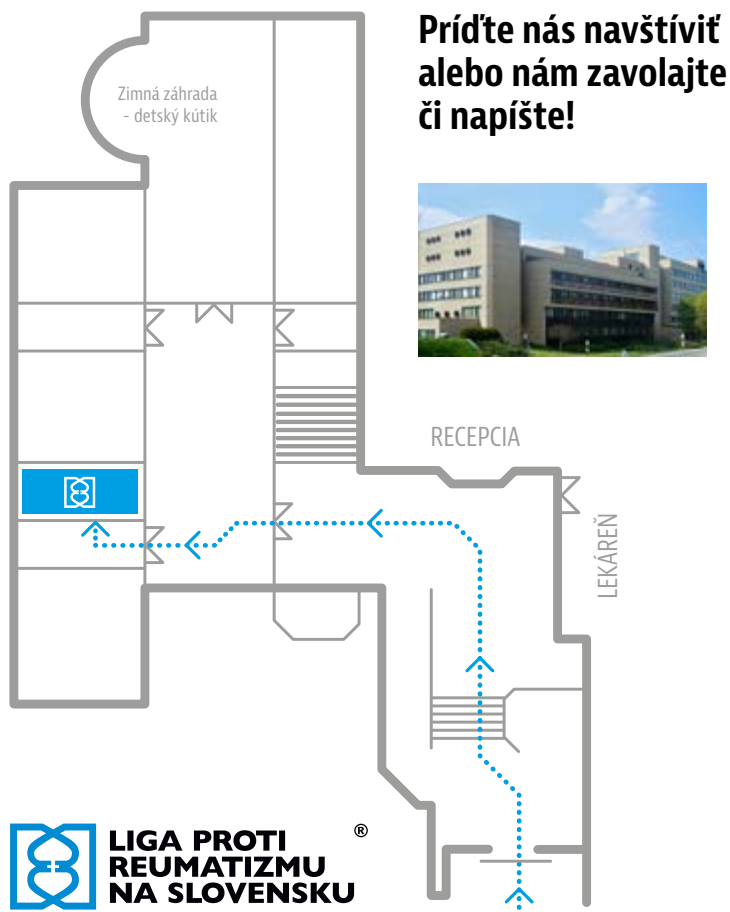 Príďte nás navštíviť
alebo nám zavolajte
či napíšte!
Zimná záhrada
- detský kútik
RECEPCIA
LEKÁREŇ
LIGA PROTI ®
REUMATIZMU
NA SLOVENSKU